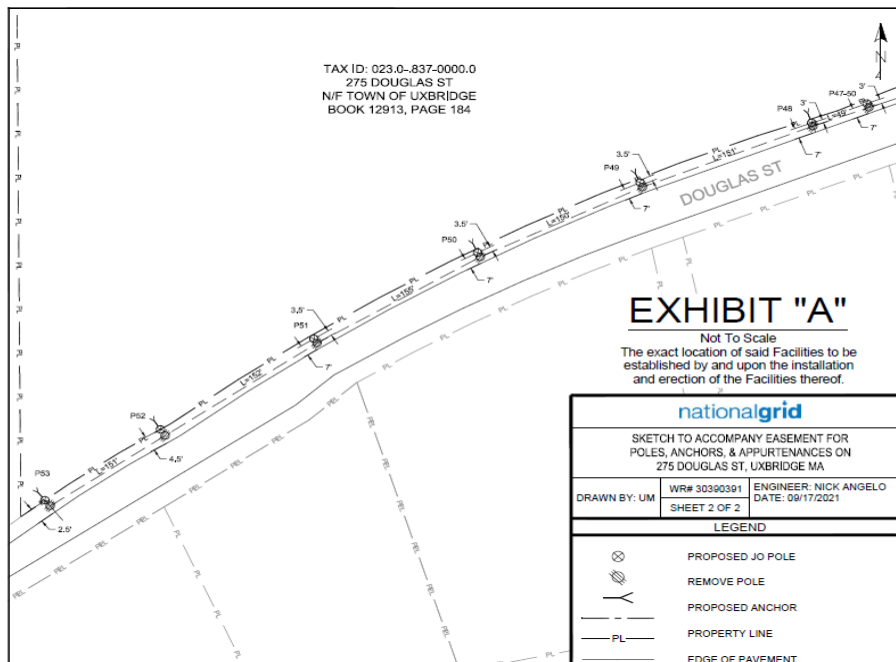 TAX ID: 023.0-.837-0000.0
275 DOUGLAS ST
N/F TOWN OF UXBRIDGE
BOOK 12913, PAGE 184
N
3'
P47-50
3'
P48
L=49'
7'
7'
L=151'
3.5'
P49
7'
DOUGLAS ST
L=150'
3.5'
P50
7'
L=155'
3.5'
P51
7'
L=152'
P52
4.5'
L=151'
P53
2.5'
PL
EXHIBIT "A"
Not To Scale
The exact location of said Facilities to be
established by and upon the installation
and erection of the Facilities thereof.
nationalgrid
SKETCH TO ACCOMPANY EASEMENT FOR
POLES, ANCHORS, & APPURTENANCES ON
275 DOUGLAS ST, UXBRIDGE MA
DRAWN BY: UM
WR# 30390391
SHEET 2 OF 2
ENGINEER: NICK ANGELO
DATE: 09/17/2021
LEGEND
PROPOSED JO POLE
REMOVE POLE
PROPOSED ANCHOR
PL PROPERTY LINE
EDGE OF PAVEMENT